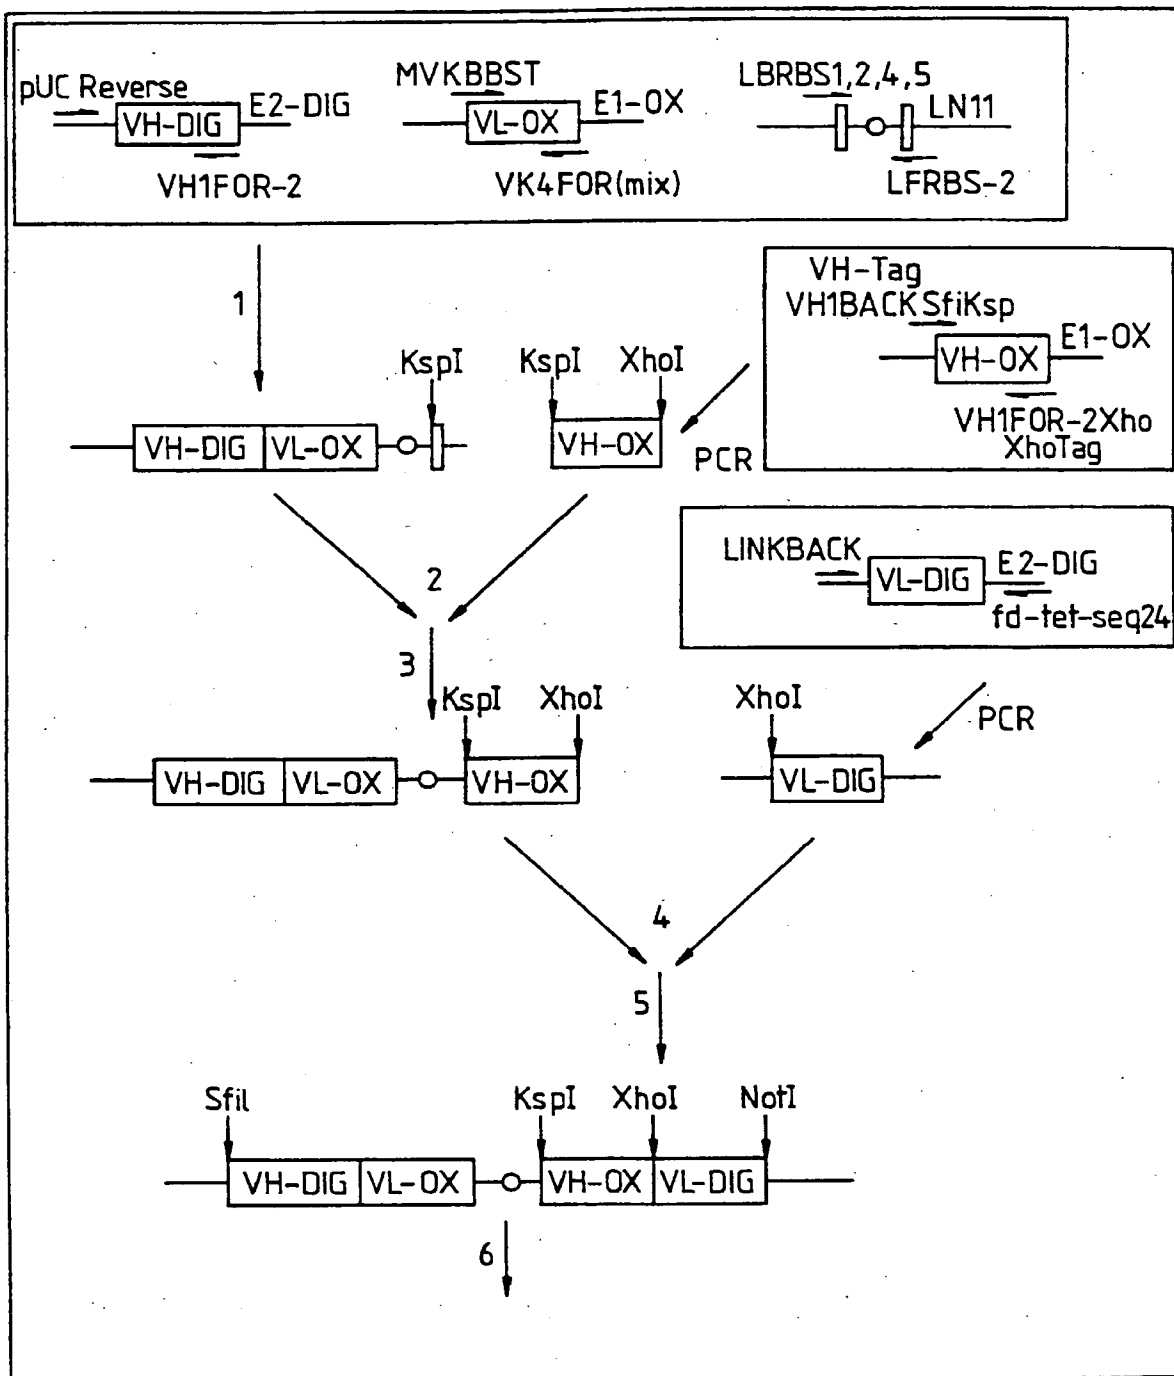 pUC Reverse
VH-DIG
E2-DIG
VH1FOR-2
MVKBBST
VL-OX
E1-OX
VK4FOR(mix)
LBRBS1,2,4,5
LN11
LFRBS-2
1
VH-Tag
VH1BACKSfiKsp
VH-OX
E1-OX
VH1FOR-2Xho
XhoTag
KspI
KspI XhoI
VH-DIG VL-OX
VH-OX
PCR
LINKBACK
VL-DIG
E2-DIG
fd-tet-seq24
2
3
KspI XhoI
XhoI
PCR
VH-DIG VL-OX VH-OX
VL-DIG
4
5
SfiI KspI XhoI NotI
VH-DIG VL-OX VH-OX VL-DIG
6